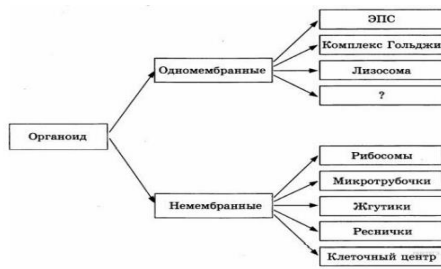 ЭПС
Комплекс Гольджи
Одномембранные
Лизосома
?
Органоид
Рибосомы
Микротрубочки
Немембранные
Жгутики
Реснички
Клеточный центр